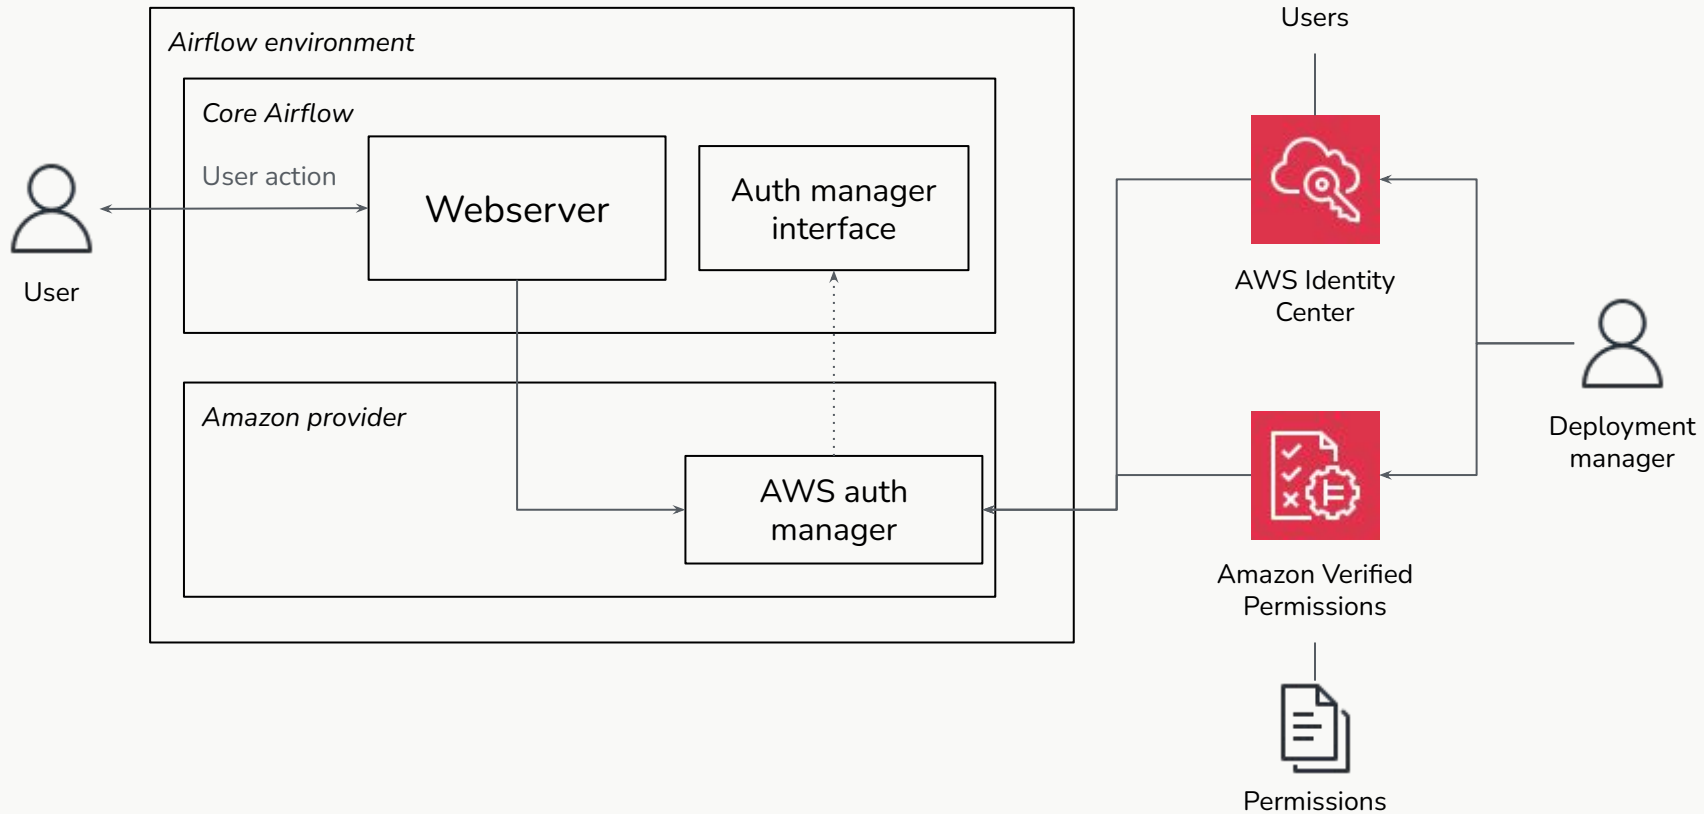 Users
Airflow environment
Core Airflow
User action
Webserver
Auth manager
interface
User
AWS Identity
Center
Amazon provider
AWS auth
manager
Deployment
manager
Amazon Verified
Permissions
Permissions